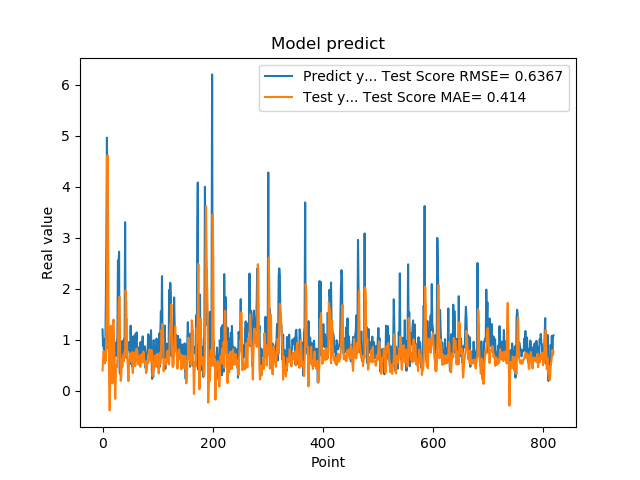 Model predict
Predict y... Test Score RMSE= 0.6367
Test y... Test Score MAE= 0.414
Real value
6
5
4
3
2
1
0
0 200 400 600 800
Point